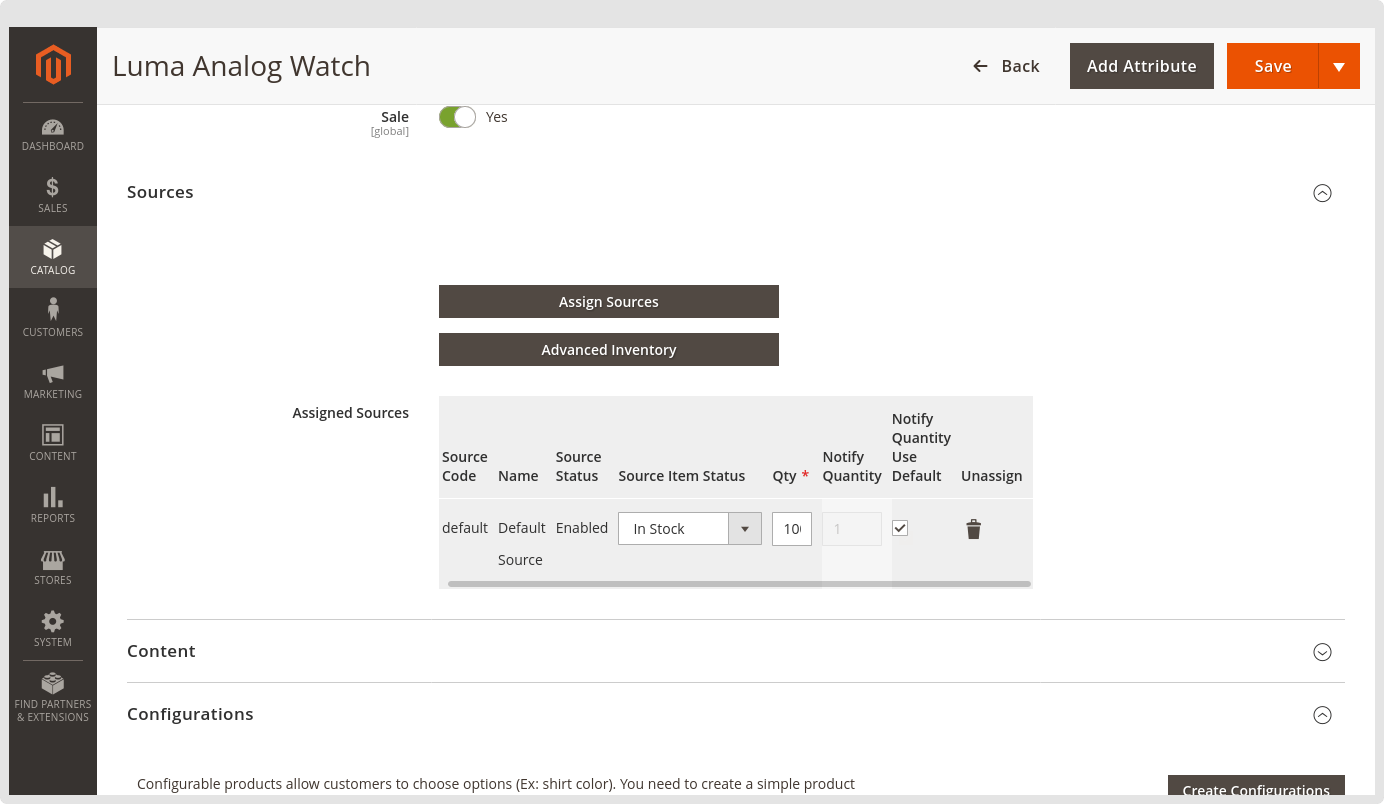 Luma Analog Watch
Back
Add Attribute
Save
DASHBOARD
SALES
CATALOG
CUSTOMERS
MARKETING
CONTENT
REPORTS
STORES
SYSTEM
FIND PARTNERS
& EXTENSIONS
Sale
[global]
Yes
Sources
Assign Sources
Advanced Inventory
Assigned Sources
Source
Code
Name
Source
Status
Source Item Status
Qty *
Notify
Quantity
Notify
Quantity
Use
Default
Unassign
default
Default
Source
Enabled
In Stock
10
1
Content
Configurations
Configurable products allow customers to choose options (Ex: shirt color). You need to create a simple product
Create Configurations